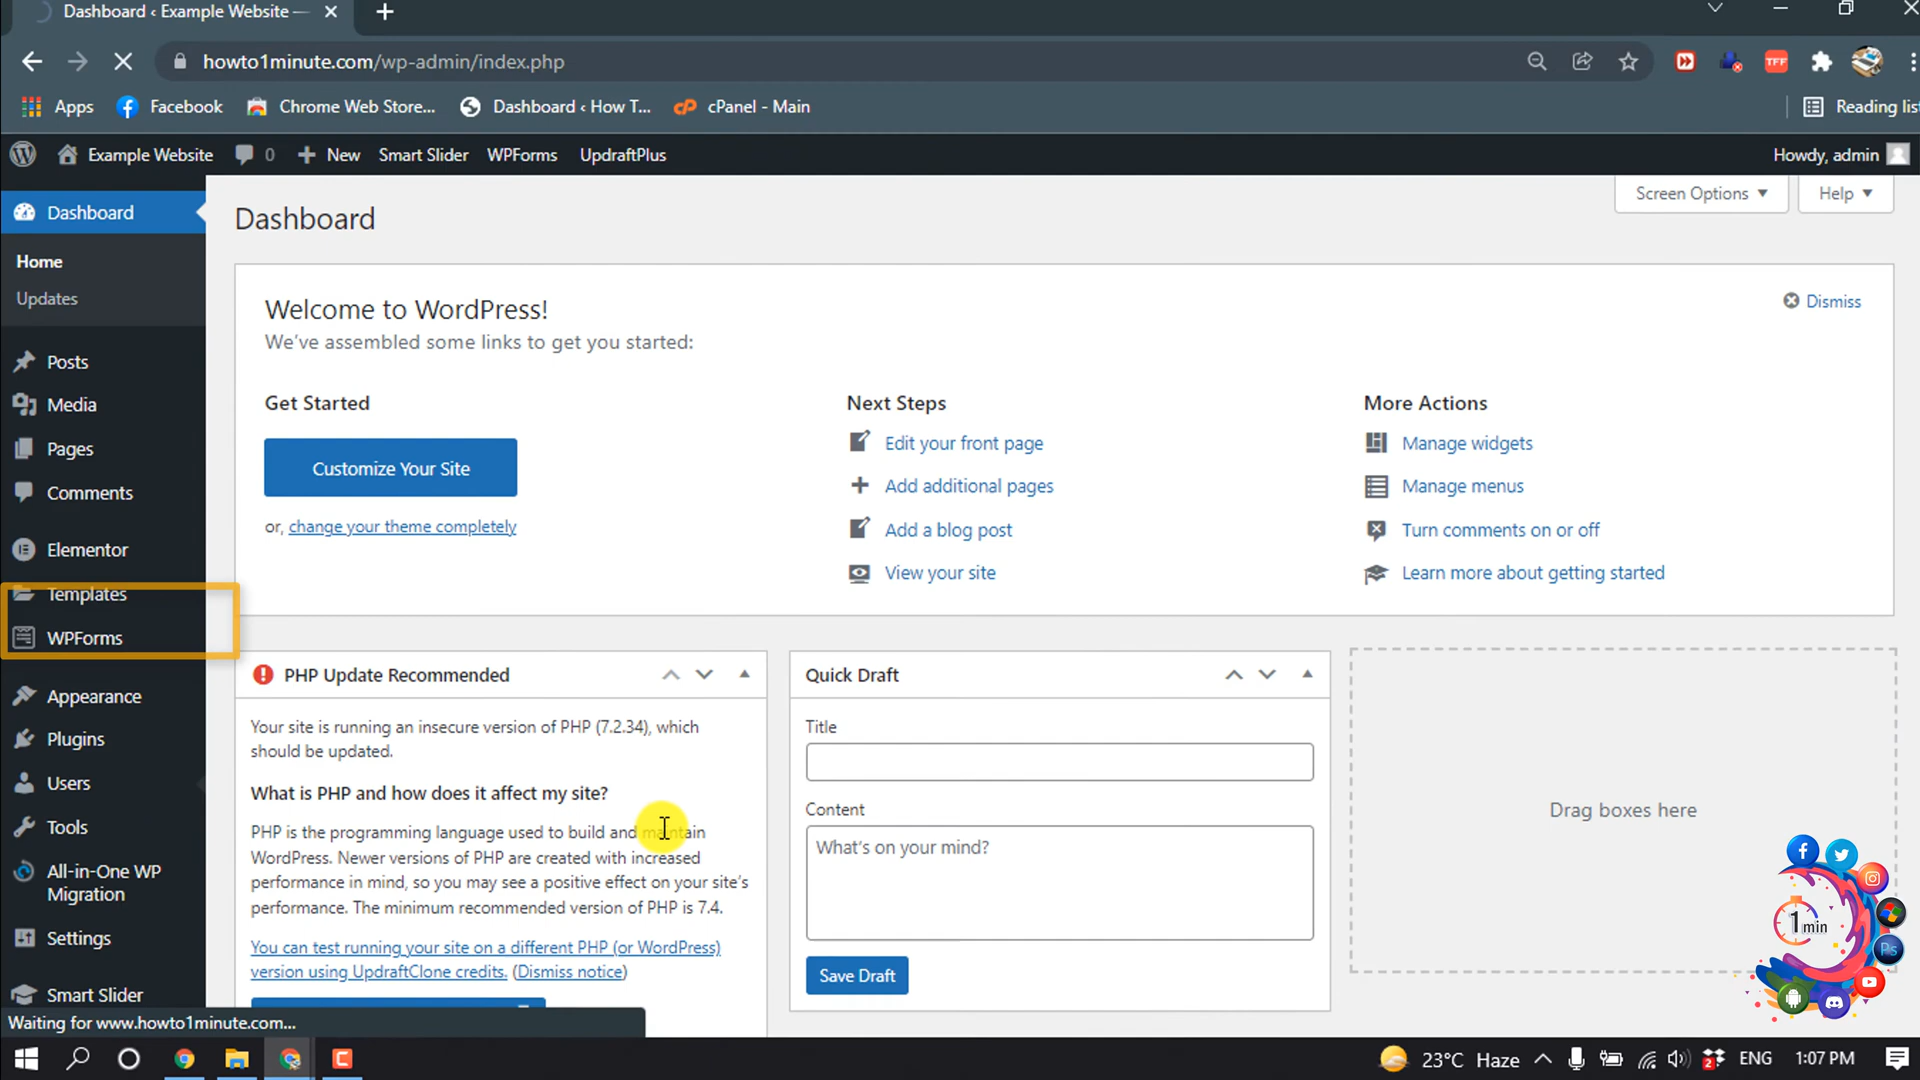 Dashboard ‹ Example Website —
howto1minute.com/wp-admin/index.php
TFF
Apps
Facebook
Chrome Web Store...
Dashboard ‹ How T...
cPanel - Main
Reading list
Example Website
0
New
Smart Slider
WPForms
UpdraftPlus
Howdy, admin
Dashboard
Home
Updates
Posts
Media
Pages
Comments
Elementor
Templates
WPForms
Appearance
Plugins
Users
Tools
All-in-One WP
Migration
Settings
Smart Slider
Dashboard
Screen Options
Help
Welcome to WordPress!
We've assembled some links to get you started:
Dismiss
Get Started
Customize Your Site
or, change your theme completely
Next Steps
Edit your front page
Add additional pages
Add a blog post
View your site
More Actions
Manage widgets
Manage menus
Turn comments on or off
Learn more about getting started
PHP Update Recommended
Your site is running an insecure version of PHP (7.2.34), which
should be updated.
What is PHP and how does it affect my site?
PHP is the programming language used to build and maintain
WordPress. Newer versions of PHP are created with increased
performance in mind, so you may see a positive effect on your site's
performance. The minimum recommended version of PHP is 7.4.
You can test running your site on a different PHP (or WordPress)
version using UpdraftClone credits. (Dismiss notice)
Quick Draft
Title
Content
What's on your mind?
Save Draft
Drag boxes here
1min
Ps
Waiting for www.howto1minute.com...
23°C Haze
ENG
1:07 PM